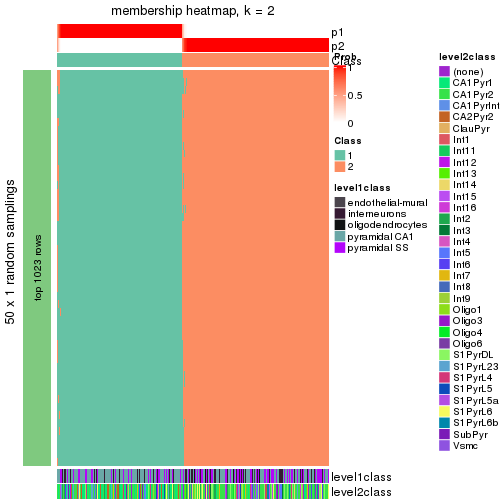 membership heatmap, k = 2
p1
p2
Class
50 x 1 random samplings
top 1023 rows
level1class
level2class
Prob
1
0.5
0
Class
1
2
level1class
endothelial-mural
interneurons
oligodendrocytes
pyramidal CA1
pyramidal SS
level2class
(none)
CA1Pyr1
CA1Pyr2
CA1PyrInt
CA2Pyr2
ClauPyr
Int1
Int11
Int12
Int13
Int14
Int15
Int16
Int2
Int3
Int4
Int5
Int6
Int7
Int8
Int9
Oligo1
Oligo3
Oligo4
Oligo6
S1PyrDL
S1PyrL23
S1PyrL4
S1PyrL5
S1PyrL5a
S1PyrL6
S1PyrL6b
SubPyr
Vsmc